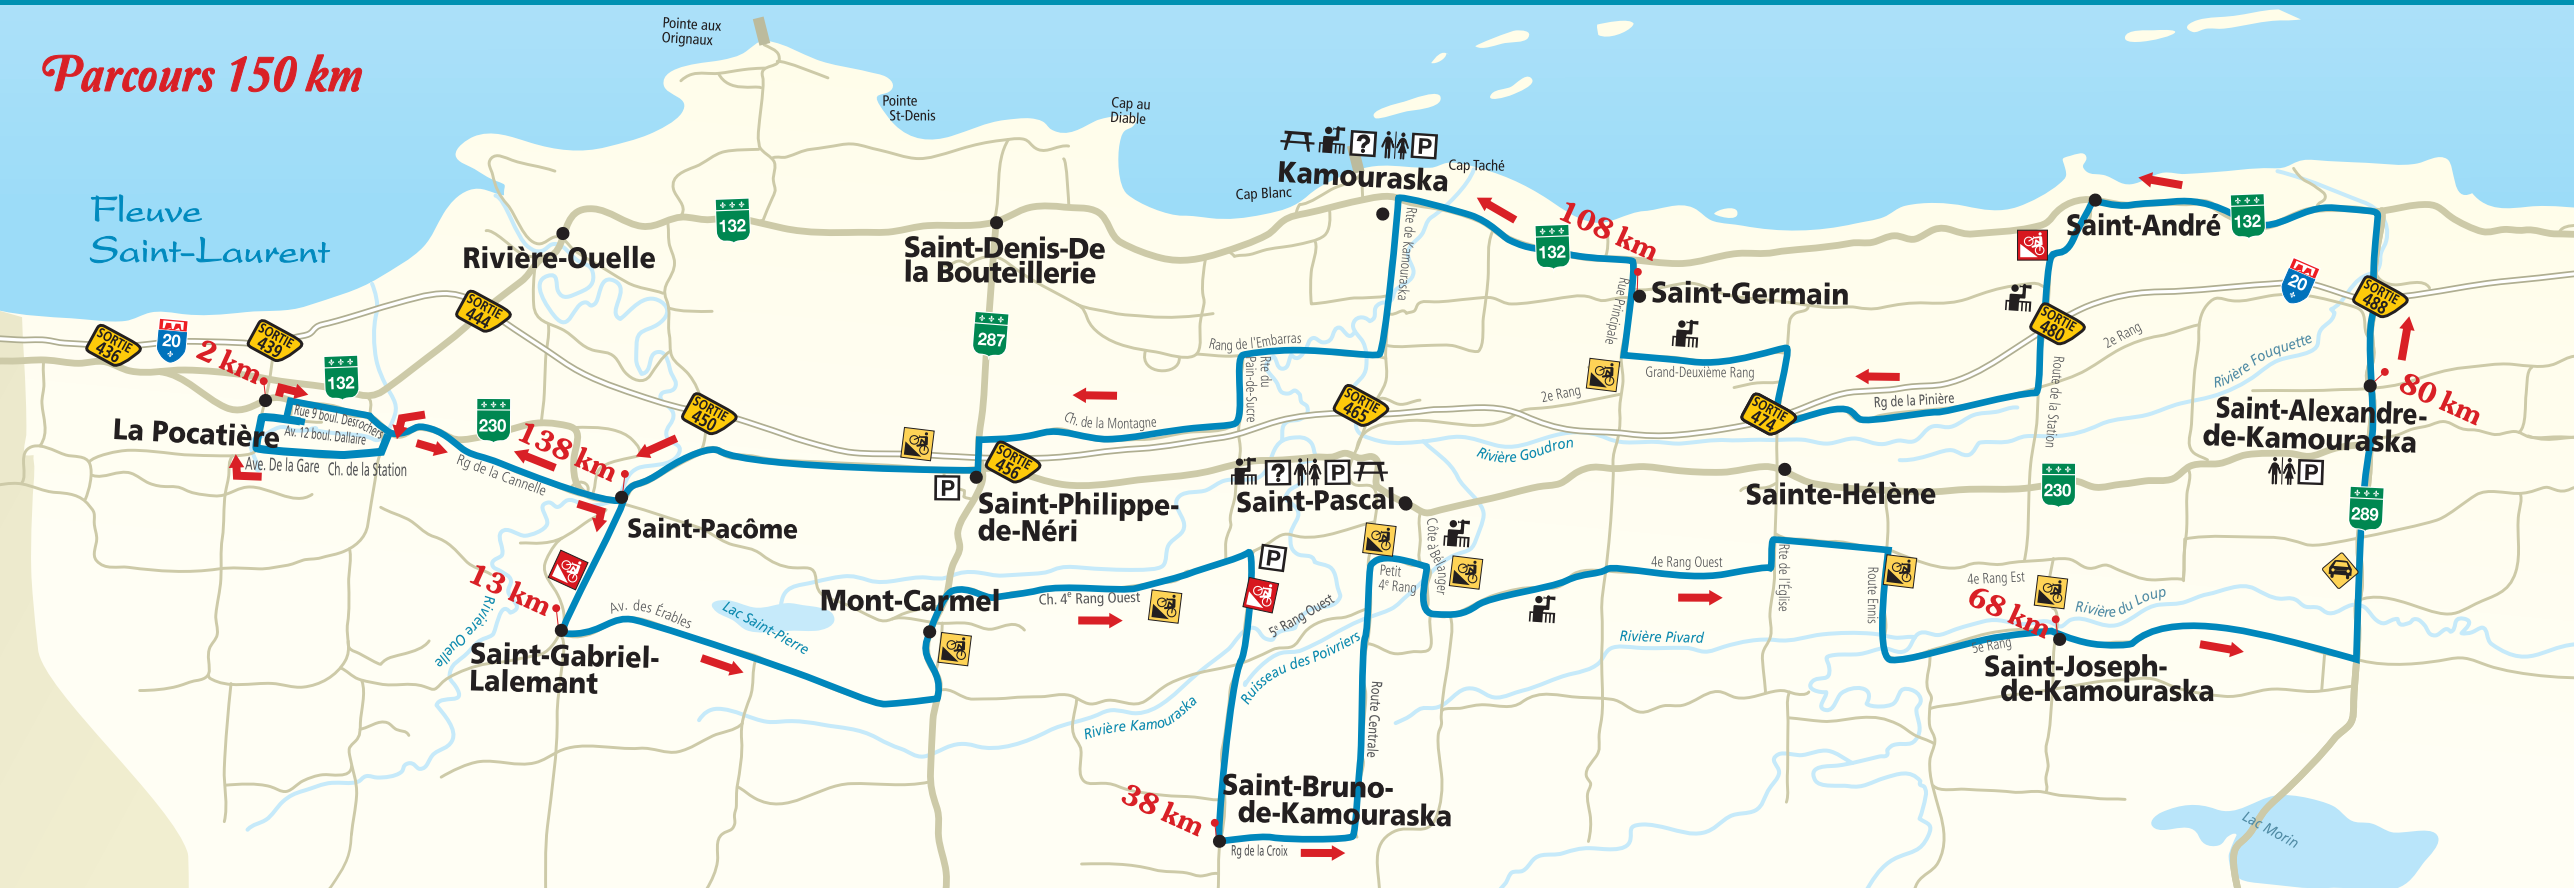 Parcours 150 km
Fleuve
Saint-Laurent
Pointe aux
Orignaux
Pointe
St-Denis
Cap au
Diable
?
P
Kamouraska
Cap Blanc
Cap Taché
Rivière-Ouelle
132
Saint-Denis-De
la Bouteillerie
287
108 km
132
Saint-Germain
Rue Principale
Rte de Kamouraska
Saint-André
132
20
SORTIE
488
SORTIE
480
2e Rang
Rivière Fouquette
80 km
Saint-Alexandre-
de-Kamouraska
P
289
230
Route de la Station
Rg de la Pinière
SORTIE
474
Grand-Deuxième Rang
2e Rang
Rivière Goudron
SORTIE
465
Rang de l'Embarras
Rte du
Pain-de-Sucre
Ch. de la Montagne
SORTIE
436
20
SORTIE
439
SORTIE
444
2 km
132
La Pocatière
Rue 9 boul. Desrochers
Av. 12 boul. Dallaire
Ave. De la Gare
Ch. de la Station
230
138 km
Rg de la Cannelle
SORTIE
450
SORTIE
456
P
Saint-Philippe-
de-Néri
?
P
Saint-Pascal
Sainte-Hélène
Saint-Pacôme
13 km
Rivière Ouelle
Saint-Gabriel-
Lalemant
Av. des Érables
Lac Saint-Pierre
Mont-Carmel
Ch. 4e Rang Ouest
P
5e Rang Ouest
Ruisseau des Poivriers
Rivière Kamouraska
Petit
4e Rang
Côte à Bélanger
Route Centrale
4e Rang Ouest
Rte de l'Église
Route Ennis
Rivière Pivard
4e Rang Est
68 km
Rivière du Loup
5e Rang
Saint-Joseph-
de-Kamouraska
38 km
Saint-Bruno-
de-Kamouraska
Rg de la Croix
Lac Morin